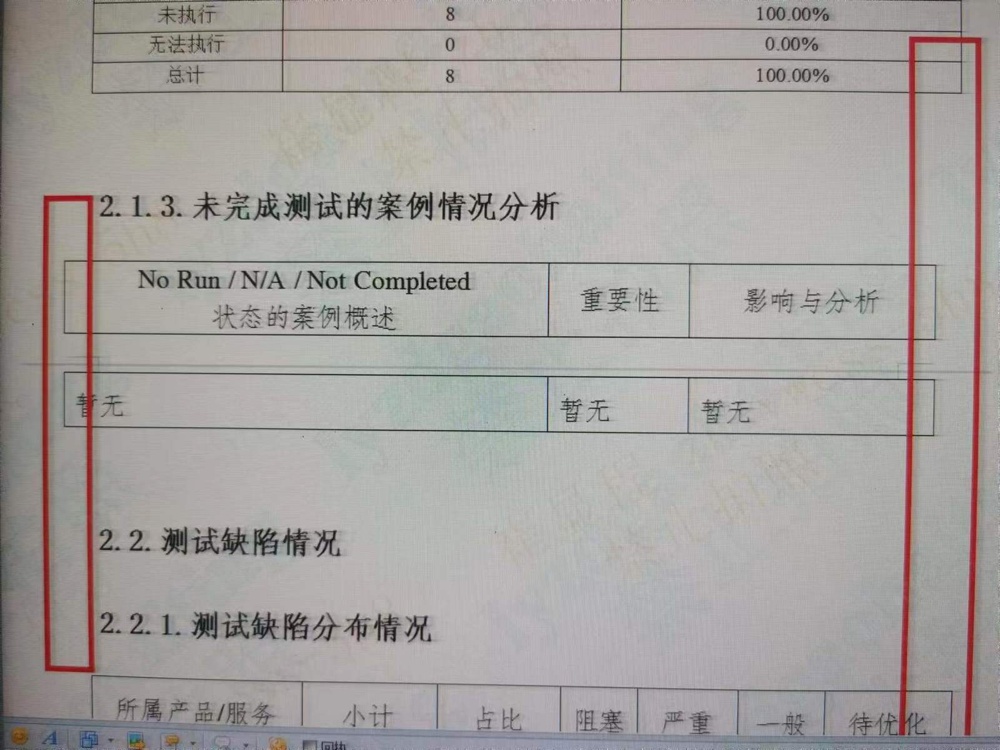 未执行 8 100.00%
无法执行 0 0.00%
总计 8 100.00%
2.1.3.未完成测试的案例情况分析
No Run / N/A / Not Completed
状态的案例概述 重要性 影响与分析
暂无 暂无 暂无
2.2.测试缺陷情况
2.2.1.测试缺陷分布情况
所属产品/服务 小计 占比 阻塞 严重 一般 待优化